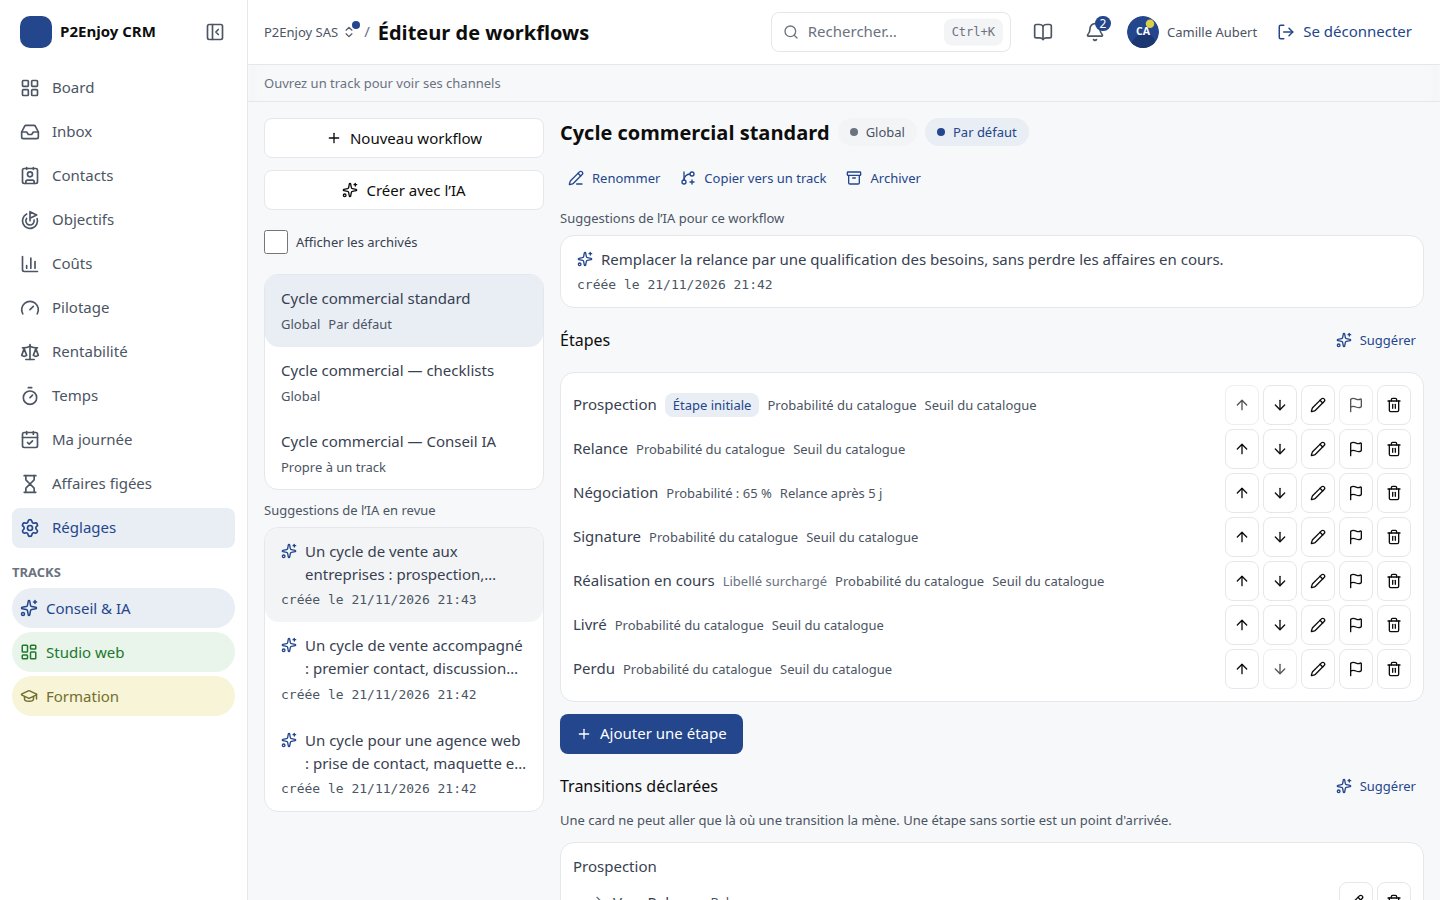 P2Enjoy CRM
Board
Inbox
Contacts
Objectifs
Coûts
Pilotage
Rentabilité
Temps
Ma journée
Affaires figées
Réglages
TRACKS
Conseil & IA
Studio web
Formation
P2Enjoy SAS / Éditeur de workflows
Rechercher... Ctrl+K
2
CA Camille Aubert
Se déconnecter
Ouvrez un track pour voir ses channels
Nouveau workflow
Créer avec l'IA
Afficher les archivés
Cycle commercial standard
Global Par défaut
Cycle commercial — checklists
Global
Cycle commercial — Conseil IA
Propre à un track
Suggestions de l'IA en revue
Un cycle de vente aux
entreprises : prospection,...
créée le 21/11/2026 21:43
Un cycle de vente accompagné
: premier contact, discussion...
créée le 21/11/2026 21:42
Un cycle pour une agence web
: prise de contact, maquette e...
créée le 21/11/2026 21:42
Cycle commercial standard Global Par défaut
Renommer Copier vers un track Archiver
Suggestions de l'IA pour ce workflow
Remplacer la relance par une qualification des besoins, sans perdre les affaires en cours.
créée le 21/11/2026 21:42
Étapes Suggérer
Prospection Étape initiale Probabilité du catalogue Seuil du catalogue
Relance Probabilité du catalogue Seuil du catalogue
Négociation Probabilité : 65 % Relance après 5 j
Signature Probabilité du catalogue Seuil du catalogue
Réalisation en cours Libellé surchargé Probabilité du catalogue Seuil du catalogue
Livré Probabilité du catalogue Seuil du catalogue
Perdu Probabilité du catalogue Seuil du catalogue
Ajouter une étape
Transitions déclarées Suggérer
Une card ne peut aller que là où une transition la mène. Une étape sans sortie est un point d'arrivée.
Prospection